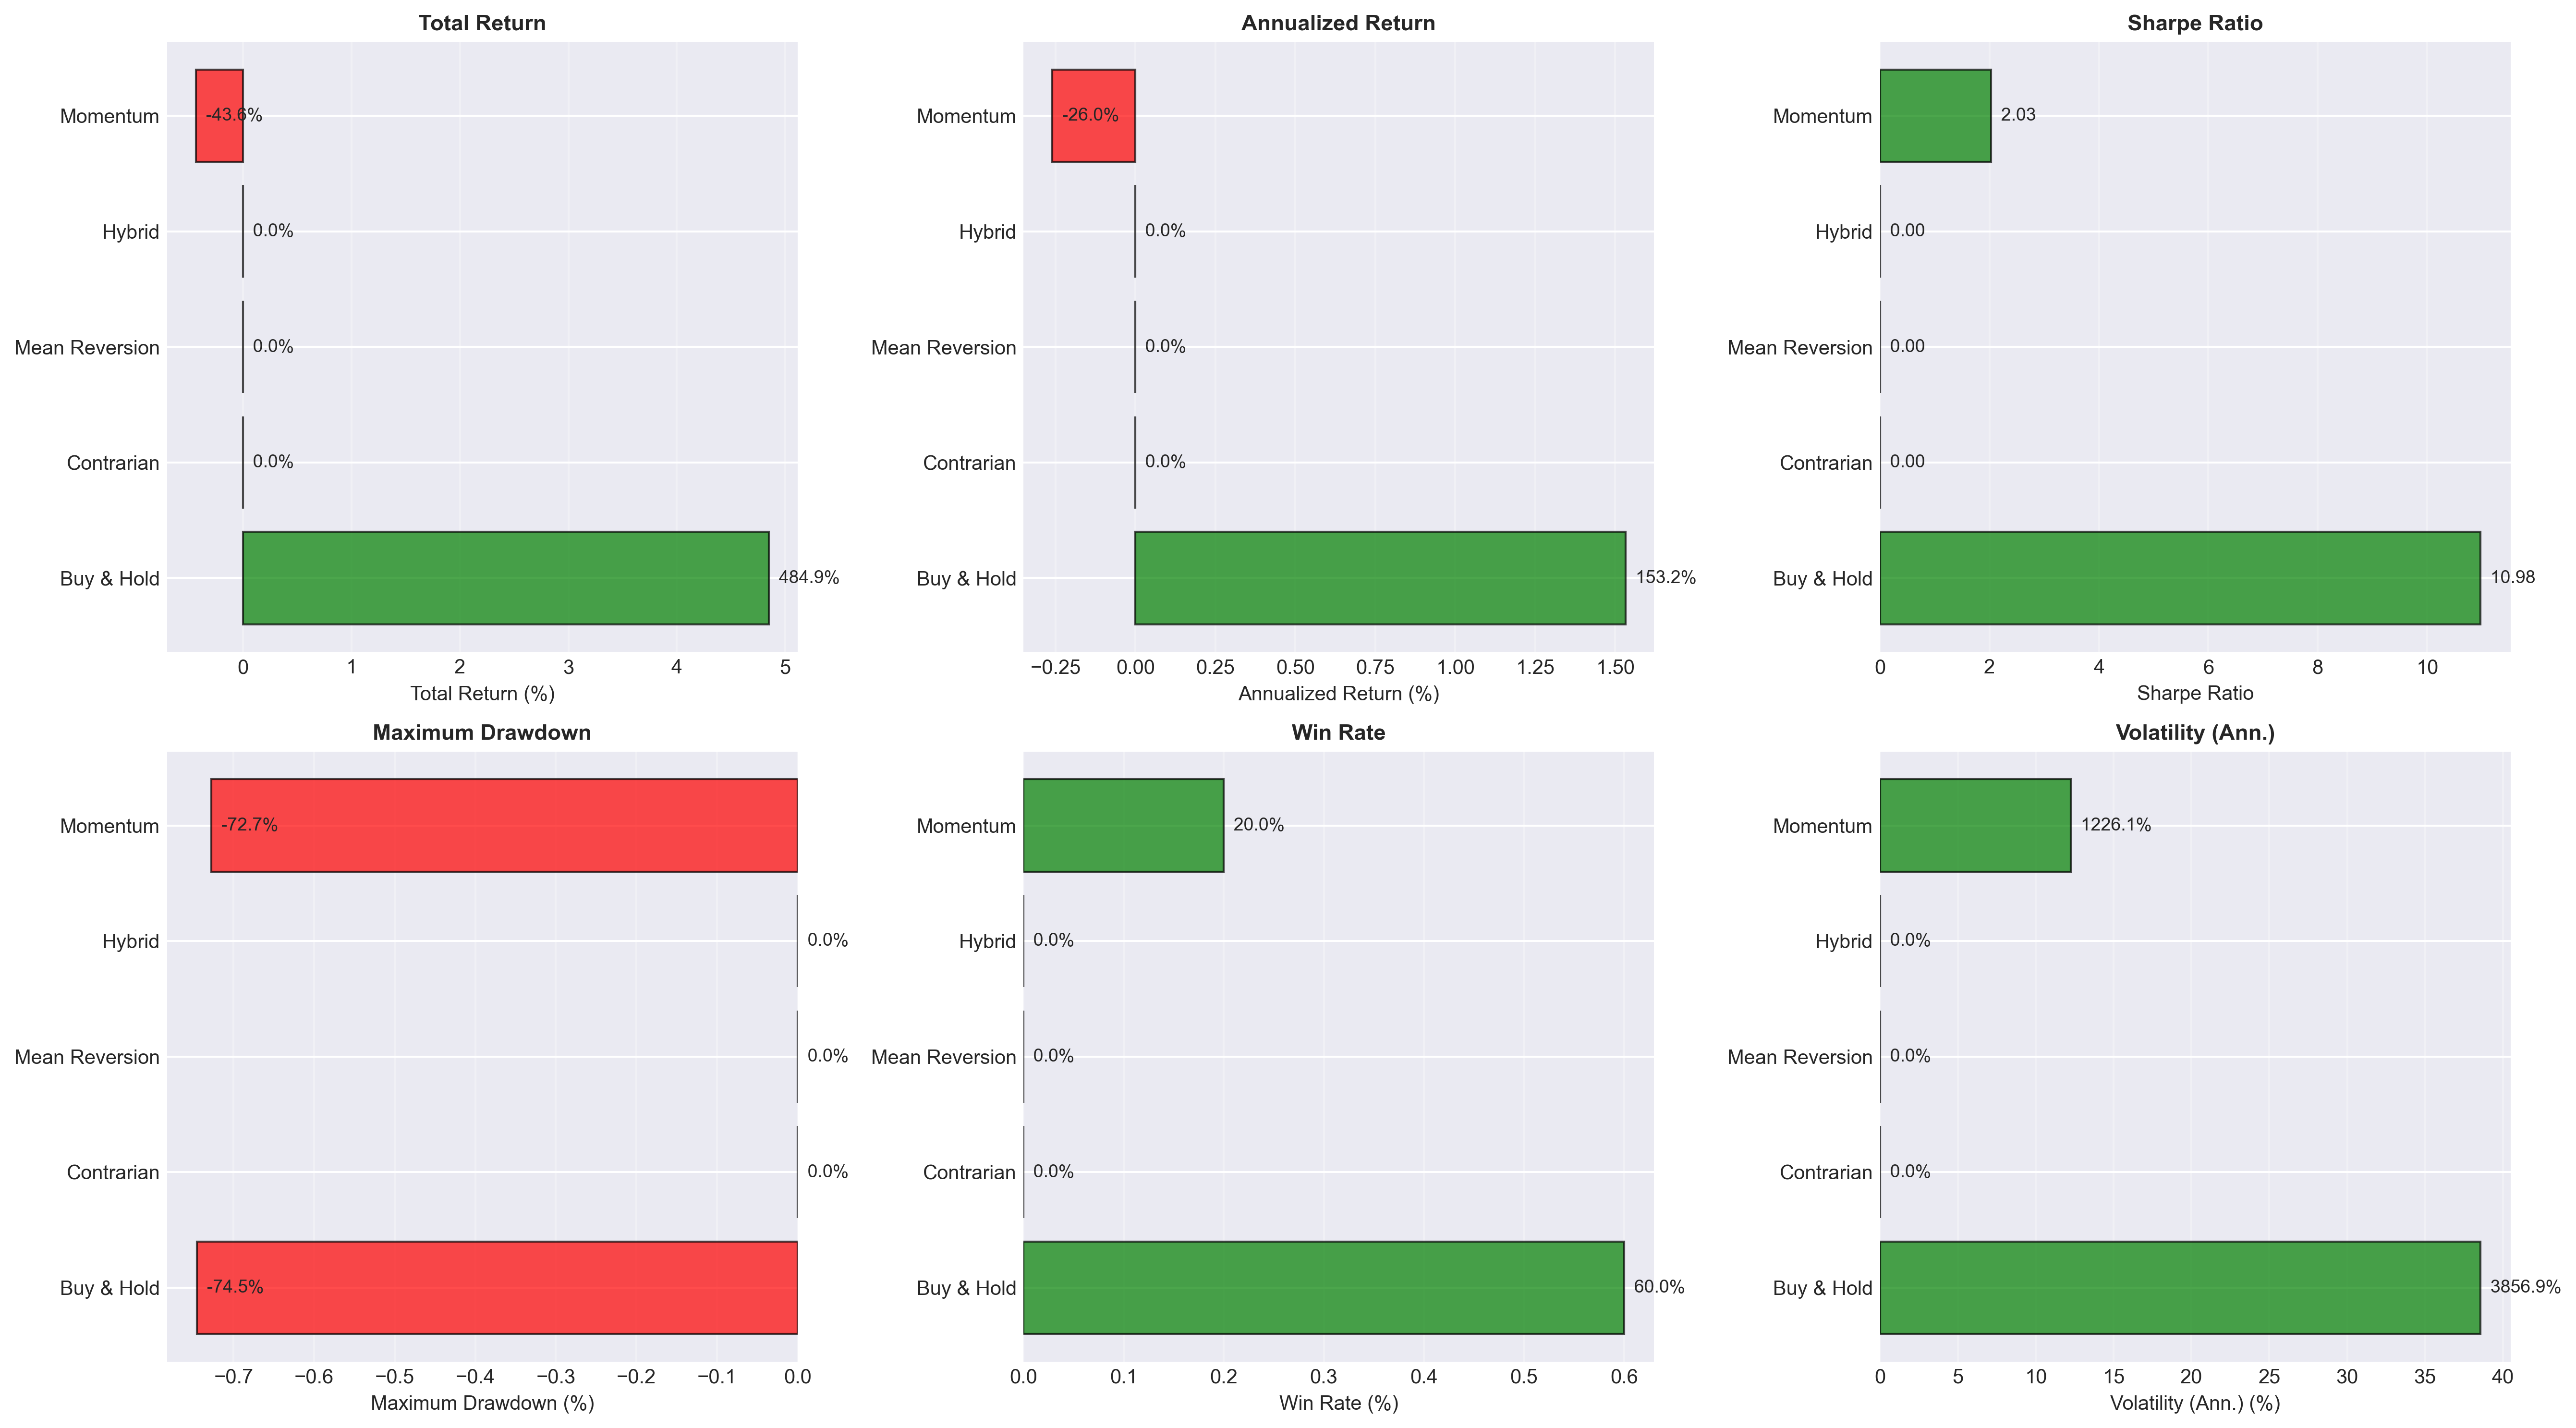 Total Return
Momentum
-43.6%
Hybrid
0.0%
Mean Reversion
0.0%
Contrarian
0.0%
Buy & Hold
484.9%
0 1 2 3 4 5
Total Return (%)
Annualized Return
Momentum
-26.0%
Hybrid
0.0%
Mean Reversion
0.0%
Contrarian
0.0%
Buy & Hold
153.2%
−0.25 0.00 0.25 0.50 0.75 1.00 1.25 1.50
Annualized Return (%)
Sharpe Ratio
Momentum
2.03
Hybrid
0.00
Mean Reversion
0.00
Contrarian
0.00
Buy & Hold
10.98
0 2 4 6 8 10
Sharpe Ratio
Maximum Drawdown
Momentum
-72.7%
Hybrid
0.0%
Mean Reversion
0.0%
Contrarian
0.0%
Buy & Hold
-74.5%
−0.7 −0.6 −0.5 −0.4 −0.3 −0.2 −0.1 0.0
Maximum Drawdown (%)
Win Rate
Momentum
20.0%
Hybrid
0.0%
Mean Reversion
0.0%
Contrarian
0.0%
Buy & Hold
60.0%
0.0 0.1 0.2 0.3 0.4 0.5 0.6
Win Rate (%)
Volatility (Ann.)
Momentum
1226.1%
Hybrid
0.0%
Mean Reversion
0.0%
Contrarian
0.0%
Buy & Hold
3856.9%
0 5 10 15 20 25 30 35 40
Volatility (Ann.) (%)